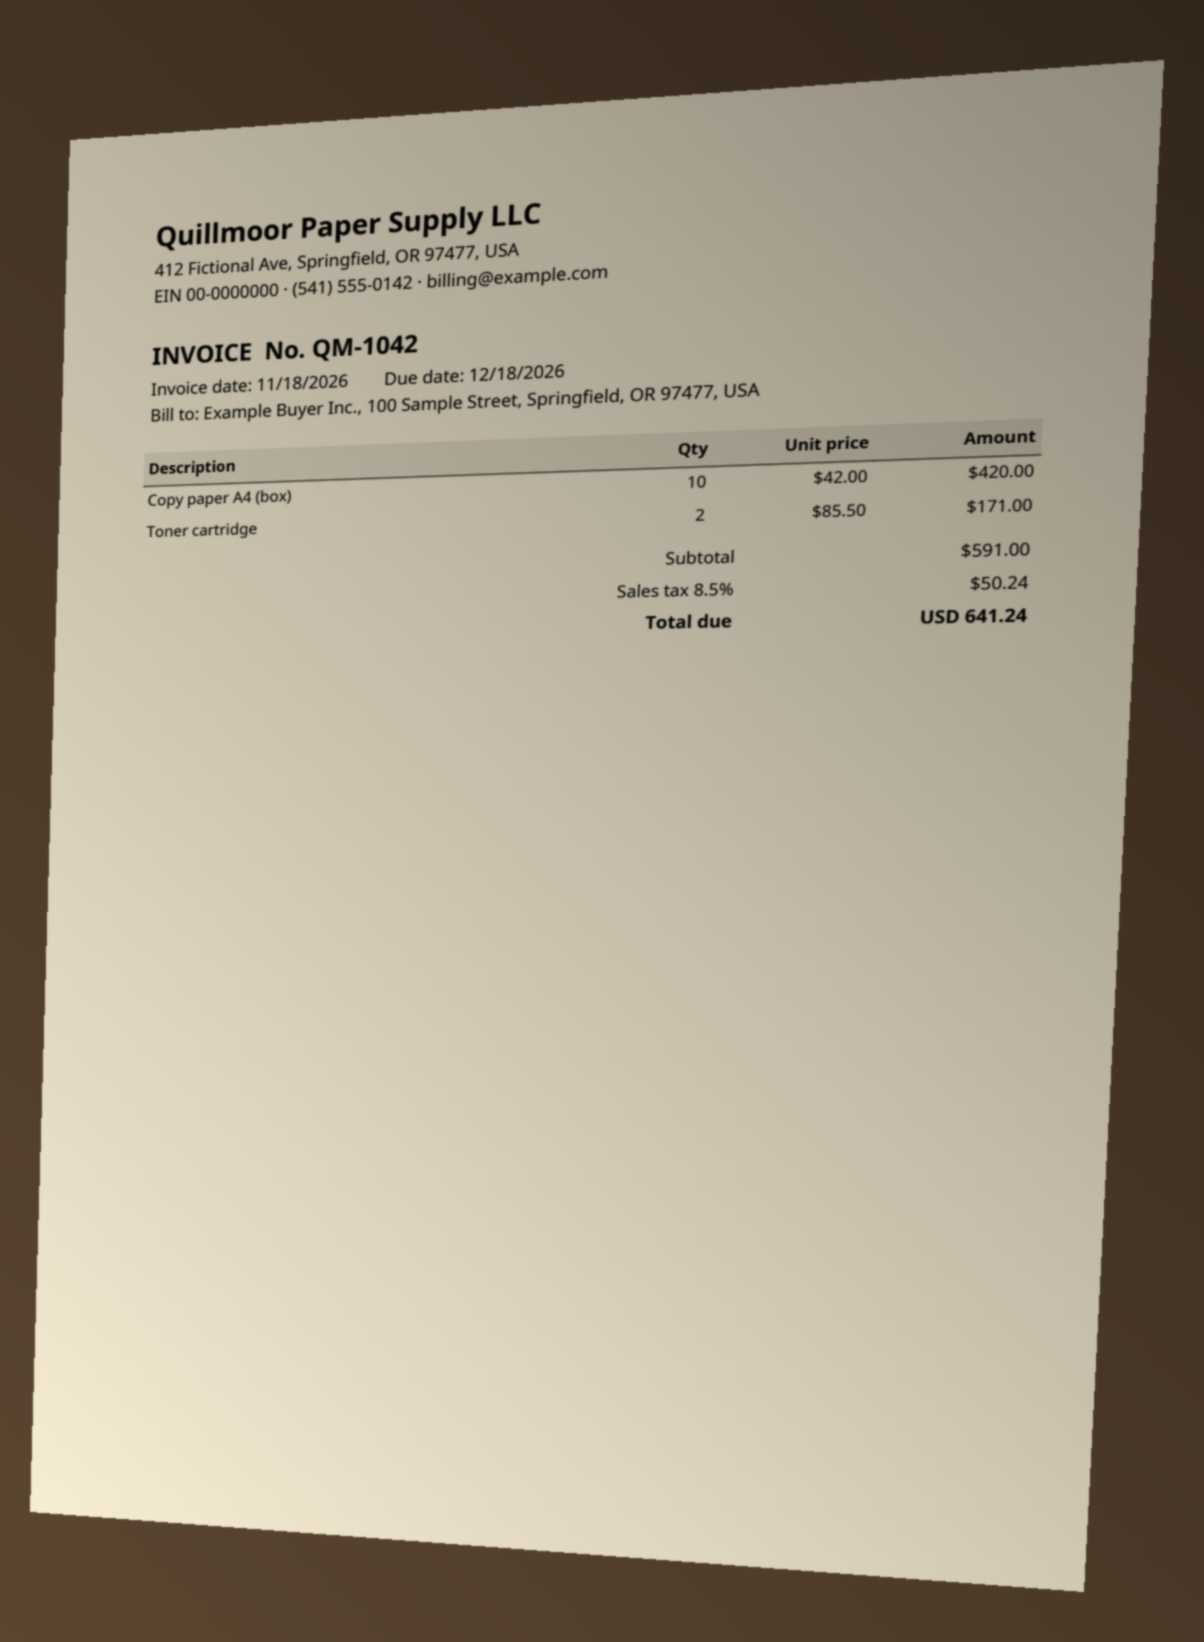 Quillmoor Paper Supply LLC
412 Fictional Ave, Springfield, OR 97477, USA
EIN 00-0000000 · (541) 555-0142 · billing@example.com
INVOICE No. QM-1042
Invoice date: 11/18/2026 Due date: 12/18/2026
Bill to: Example Buyer Inc., 100 Sample Street, Springfield, OR 97477, USA
Description Qty Unit price Amount
Copy paper A4 (box) 10 $42.00 $420.00
Toner cartridge 2 $85.50 $171.00
Subtotal $591.00
Sales tax 8.5% $50.24
Total due USD 641.24